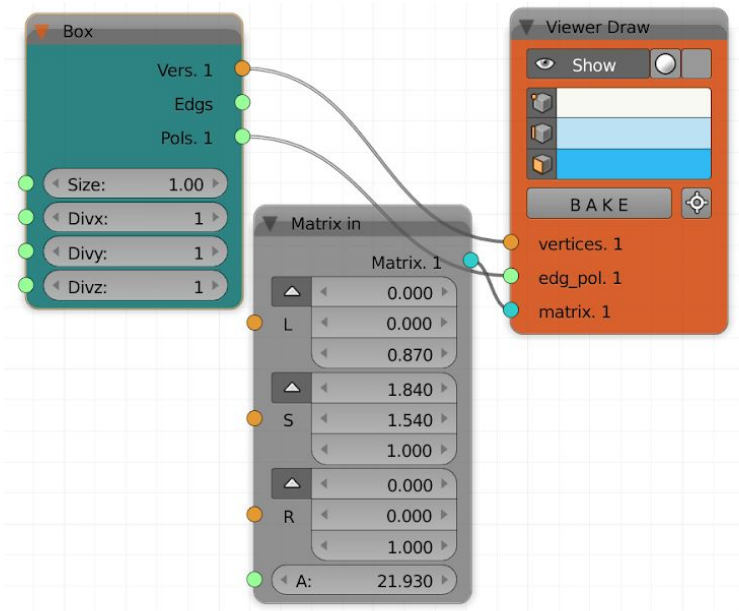 Box
Vers. 1
Edgs
Pols. 1
Size: 1.00
Divx: 1
Divy: 1
Divz: 1
Matrix in
Matrix. 1
0.000
L 0.000
0.870
1.840
S 1.540
1.000
0.000
R 0.000
1.000
A: 21.930
Viewer Draw
Show
BAKE
vertices. 1
edg_pol. 1
matrix. 1